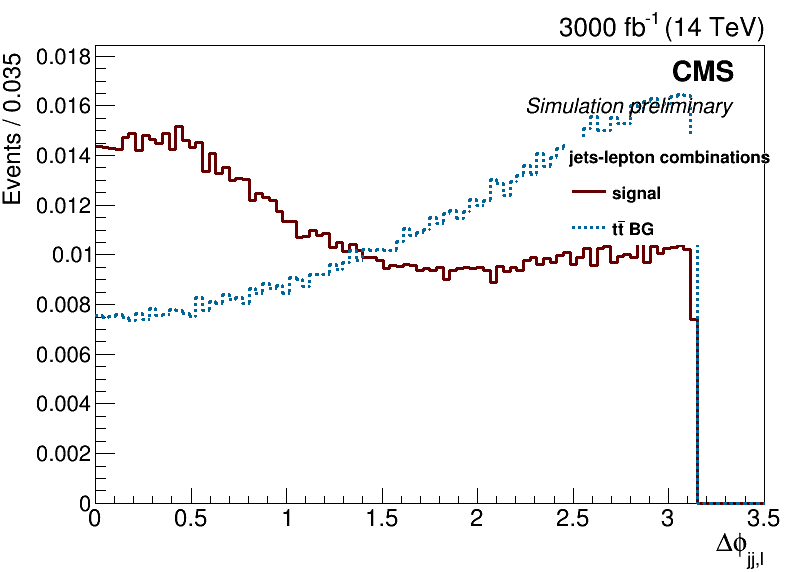 3000 fb⁻¹ (14 TeV)
CMS
Simulation preliminary
jets-lepton combinations
signal
tt̄ BG
Events / 0.035
0.018
0.016
0.014
0.012
0.01
0.008
0.006
0.004
0.002
0
0 0.5 1 1.5 2 2.5 3 3.5
Δϕjj,l